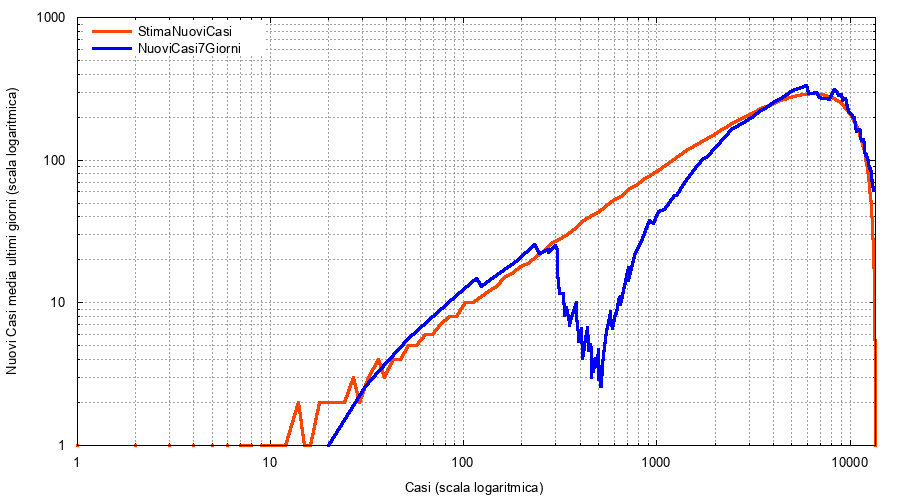 1000
StimaNuoviCasi
NuoviCasi7Giorni
100
10
1
Nuovi Casi media ultimi giorni (scala logaritmica)
1 10 100 1000 10000
Casi (scala logaritmica)